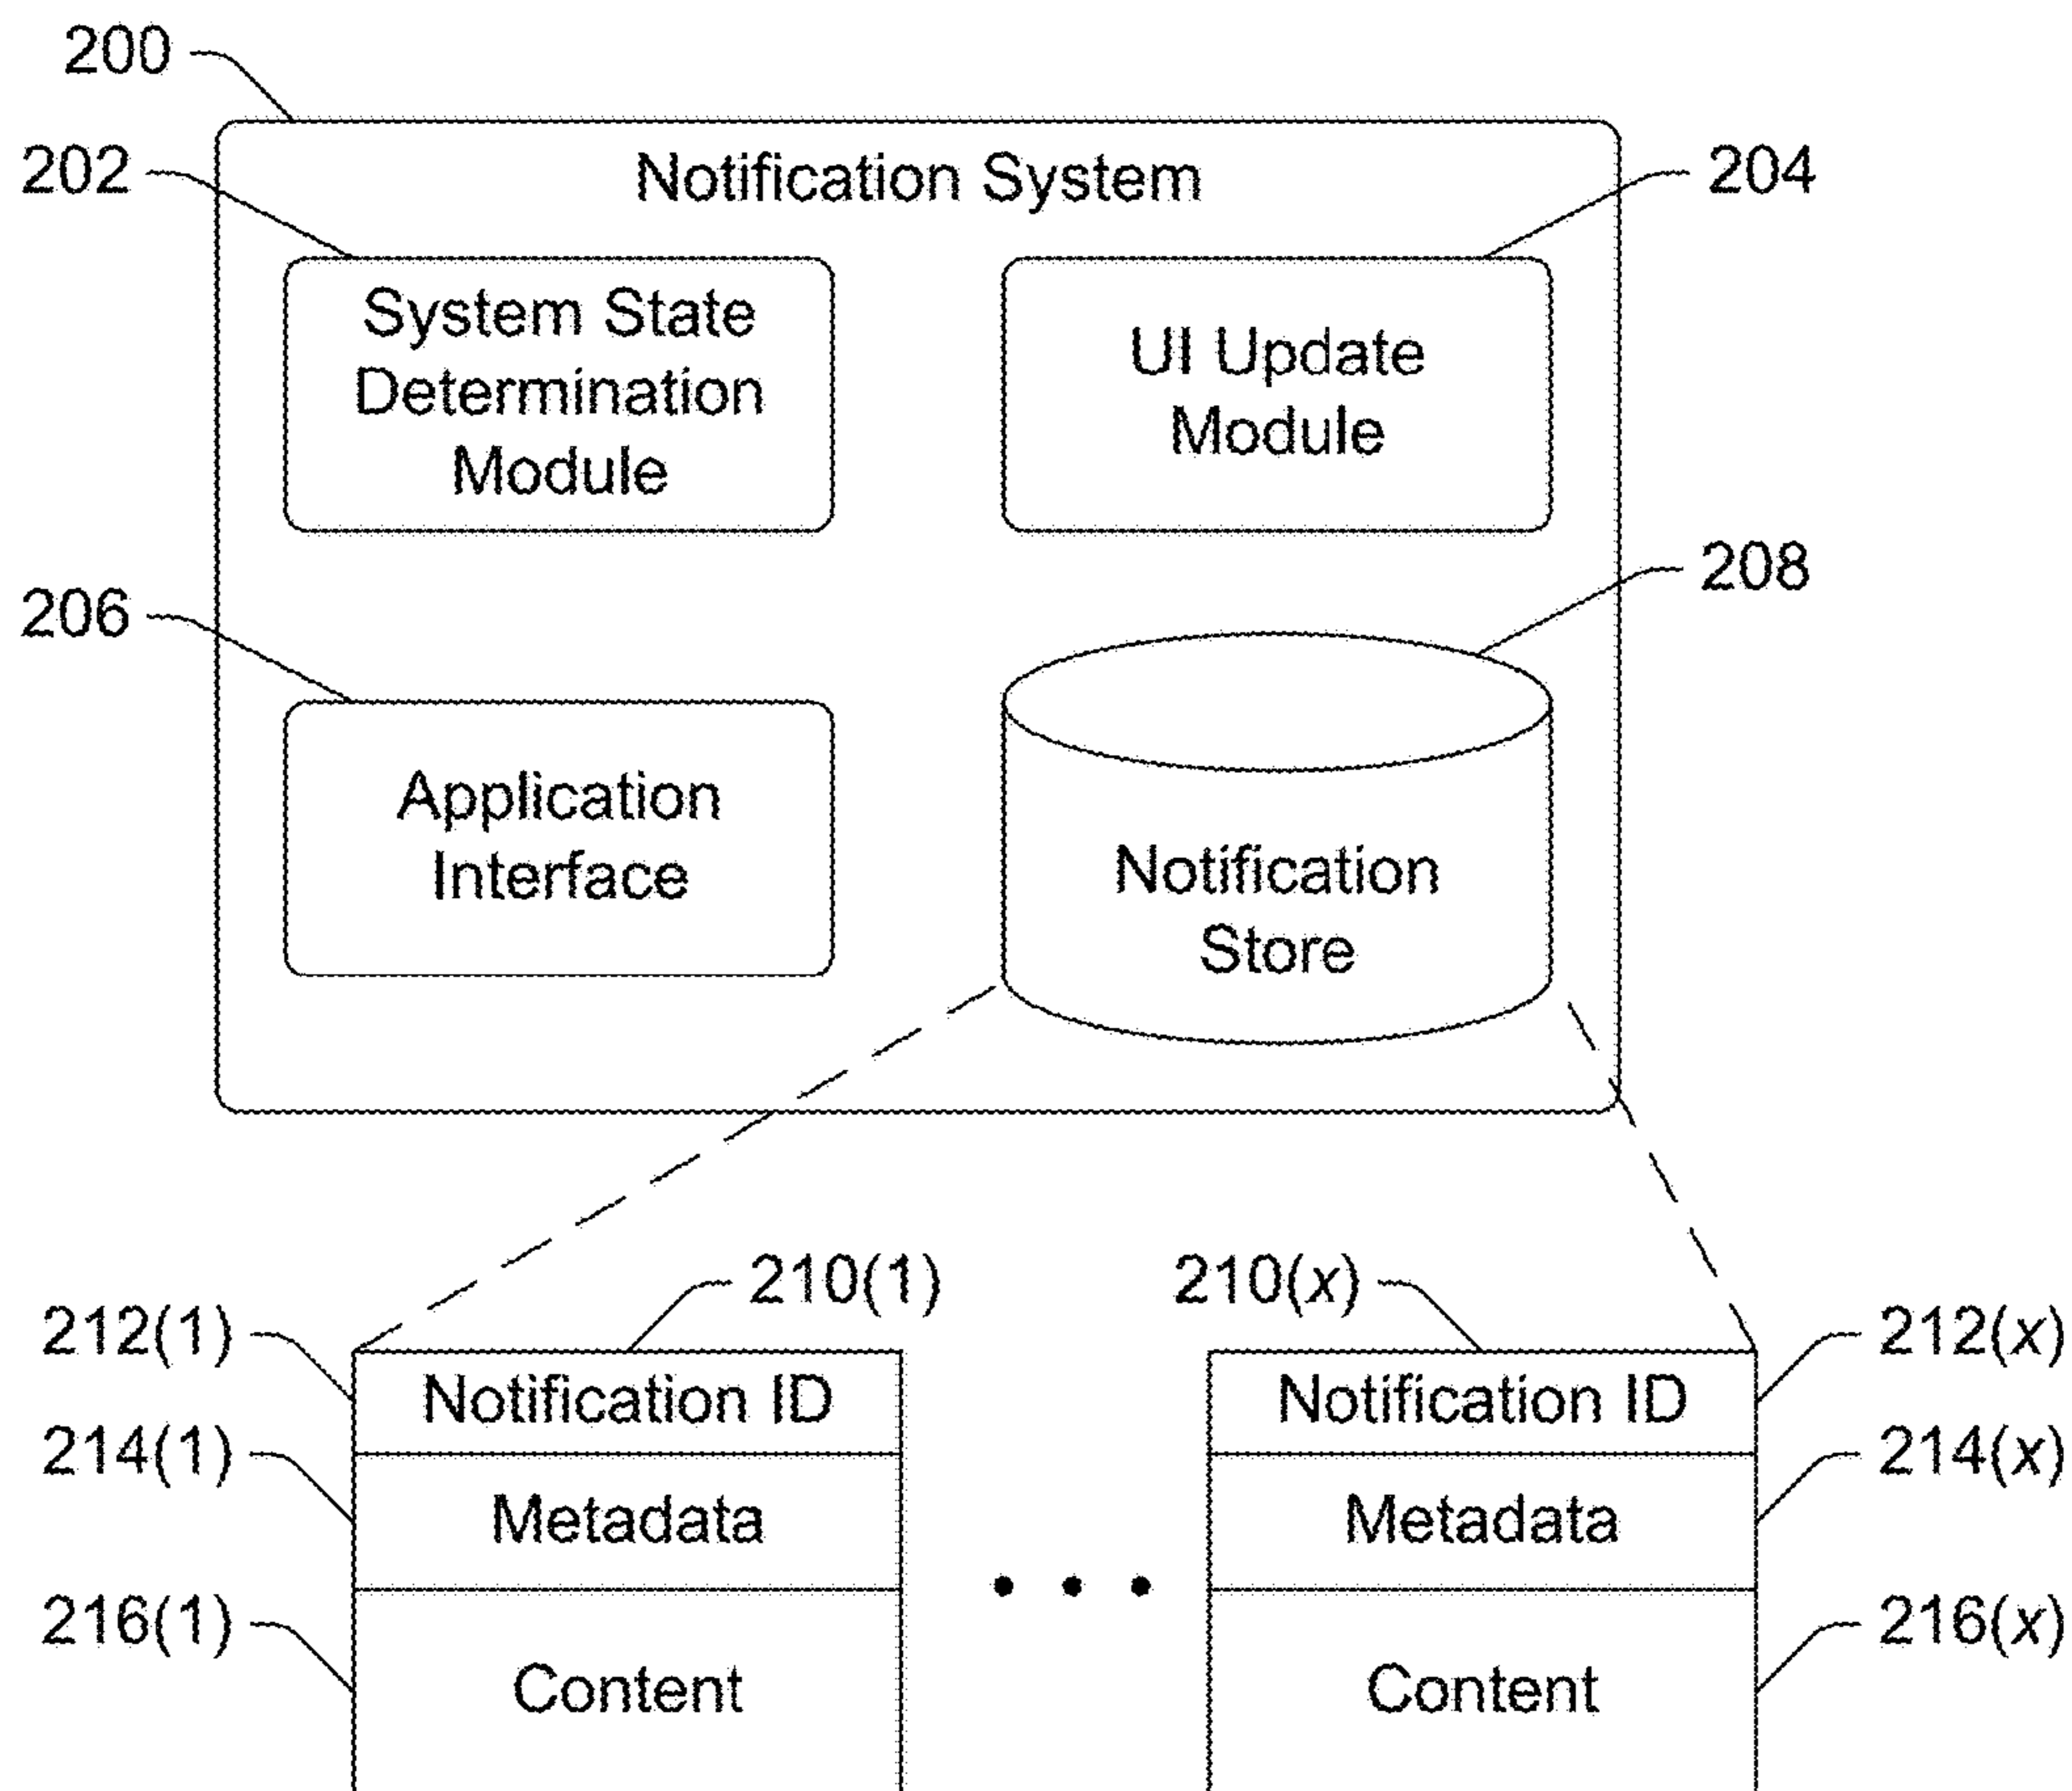 200
Notification System
202
204
System State
Determination
Module
UI Update
Module
206
208
Application
Interface
Notification
Store
210(1)
210(x)
212(1)
Notification ID
Notification ID
212(x)
214(1)
Metadata
Metadata
214(x)
216(1)
Content
• • •
Content
216(x)